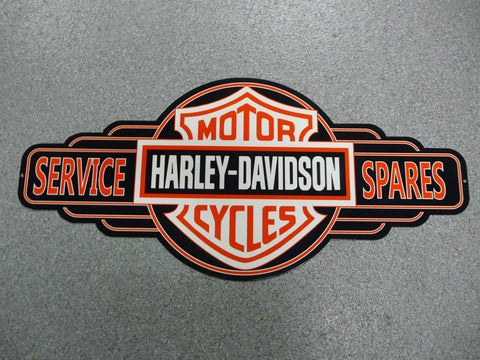 MOTOR
SERVICE HARLEY-DAVIDSON SPARES
CYCLES